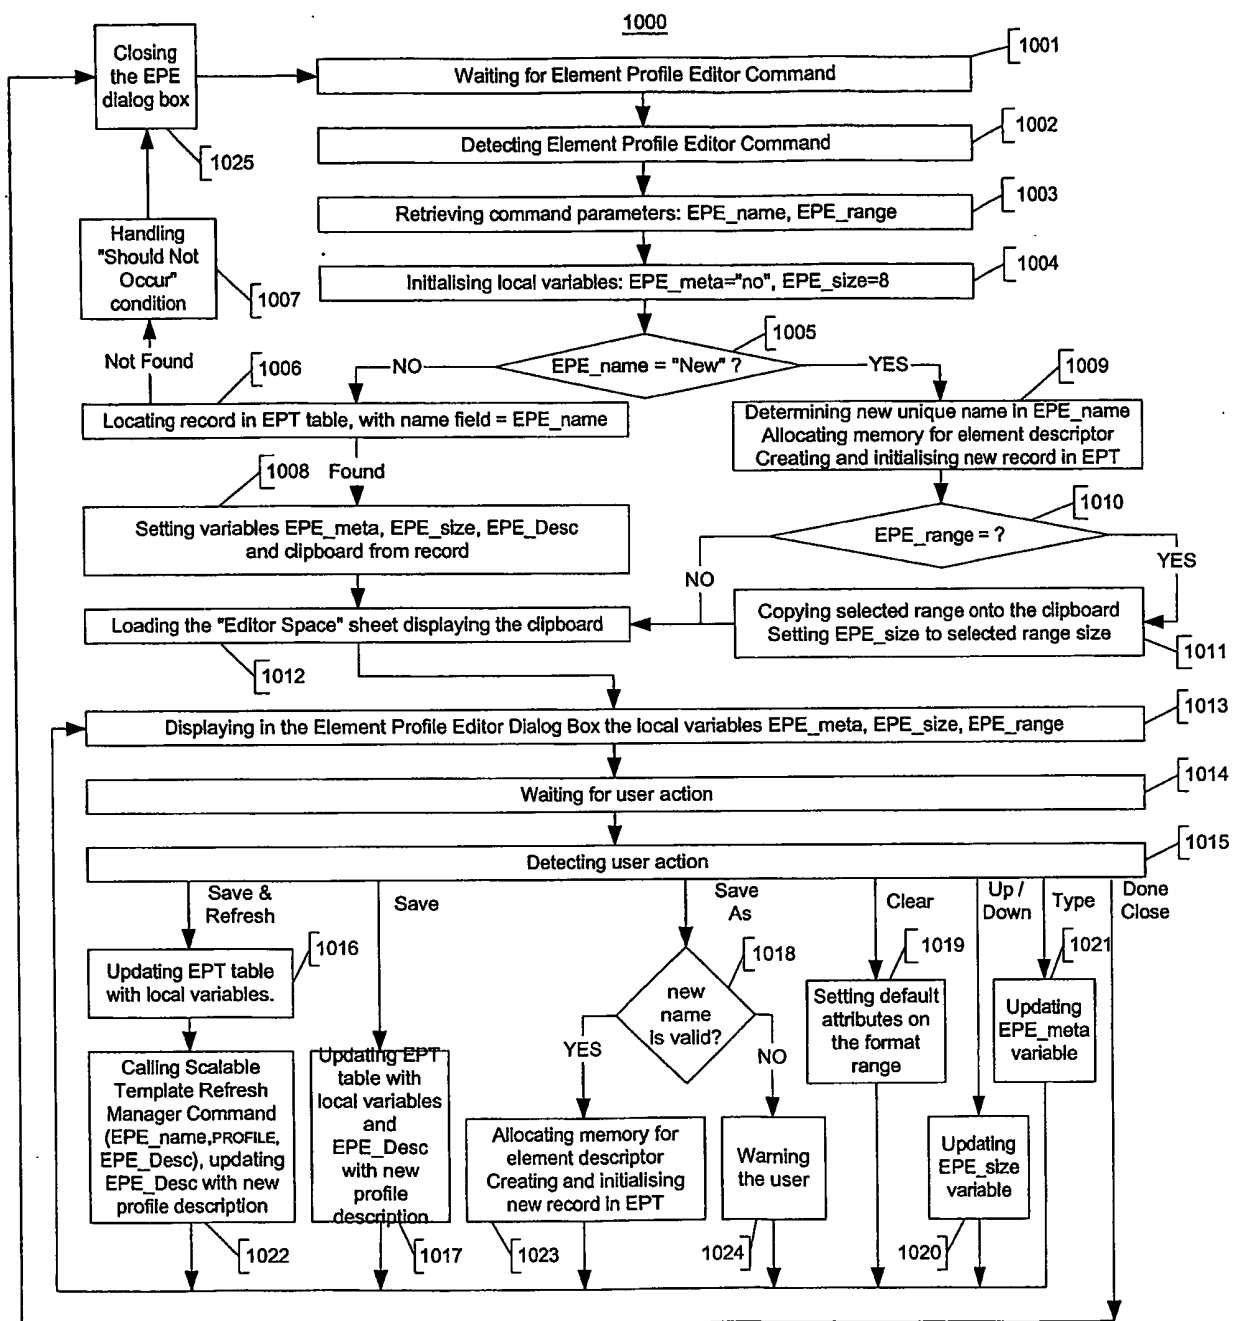 1000
Closing
the EPE
dialog box
1025
Waiting for Element Profile Editor Command
1001
Detecting Element Profile Editor Command
1002
Retrieving command parameters: EPE_name, EPE_range
1003
Initialising local variables: EPE_meta="no", EPE_size=8
1004
Handling
"Should Not
Occur"
condition
1007
Not Found
EPE_name = "New" ?
1005
NO
YES
1006
Locating record in EPT table, with name field = EPE_name
1009
Determining new unique name in EPE_name
Allocating memory for element descriptor
Creating and initialising new record in EPT
1008
Found
Setting variables EPE_meta, EPE_size, EPE_Desc
and clipboard from record
1010
EPE_range = ?
NO
YES
Loading the "Editor Space" sheet displaying the clipboard
1012
Copying selected range onto the clipboard
Setting EPE_size to selected range size
1011
Displaying in the Element Profile Editor Dialog Box the local variables EPE_meta, EPE_size, EPE_range
1013
Waiting for user action
1014
Detecting user action
1015
Save &
Refresh
Save
Save
As
Clear
Up /
Down
Type
Done
Close
1016
Updating EPT table
with local variables.
1018
new
name
is valid?
YES
NO
1019
Setting default
attributes on
the format
range
1021
Updating
EPE_meta
variable
Calling Scalable
Template Refresh
Manager Command
(EPE_name,PROFILE,
EPE_Desc), updating
EPE_Desc with new
profile description
1022
Updating EPT
table with
local variables
and
EPE_Desc
with new
profile
description
1017
Allocating memory for
element descriptor
Creating and initialising
new record in EPT
1023
Warning
the user
1024
Updating
EPE_size
variable
1020